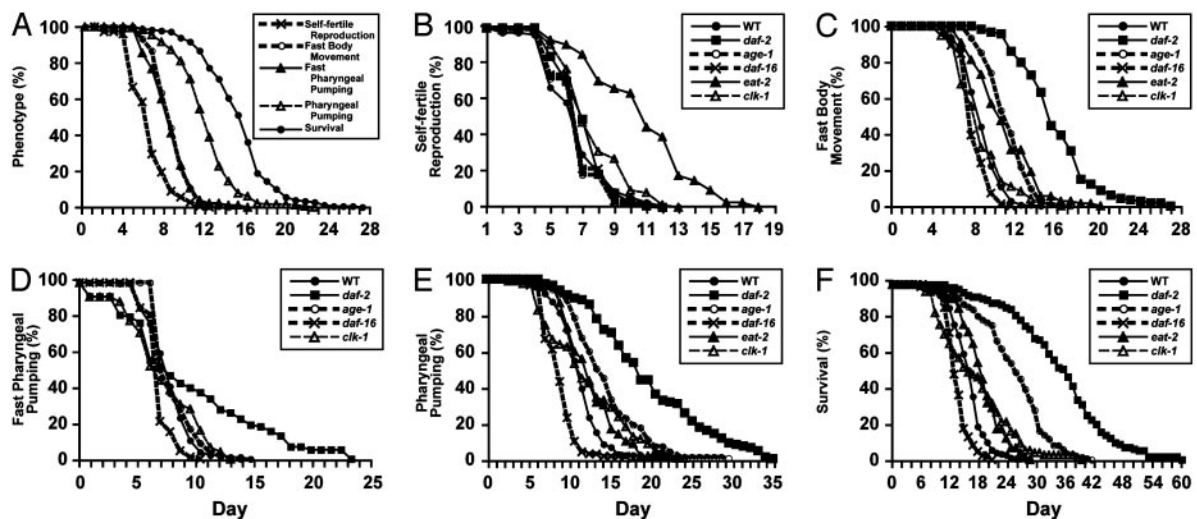 A
Phenotype (%)
100
80
60
40
20
0
0 4 8 12 16 20 24 28
Self-fertile
Reproduction
Fast Body
Movement
Fast
Pharyngeal
Pumping
Pharyngeal
Pumping
Survival
B
Self-fertile
Reproduction (%)
100
80
60
40
20
0
1 3 5 7 9 11 13 15 17 19
WT
daf-2
age-1
daf-16
eat-2
clk-1
C
Fast Body
Movement (%)
100
80
60
40
20
0
0 4 8 12 16 20 24 28
WT
daf-2
age-1
daf-16
eat-2
clk-1
D
Fast Pharyngeal
Pumping (%)
100
80
60
40
20
0
0 5 10 15 20 25
WT
daf-2
age-1
daf-16
clk-1
Day
E
Pharyngeal
Pumping (%)
100
80
60
40
20
0
0 5 10 15 20 25 30 35
WT
daf-2
age-1
daf-16
eat-2
clk-1
Day
F
Survival (%)
100
80
60
40
20
0
0 6 12 18 24 30 36 42 48 54 60
WT
daf-2
age-1
daf-16
eat-2
clk-1
Day